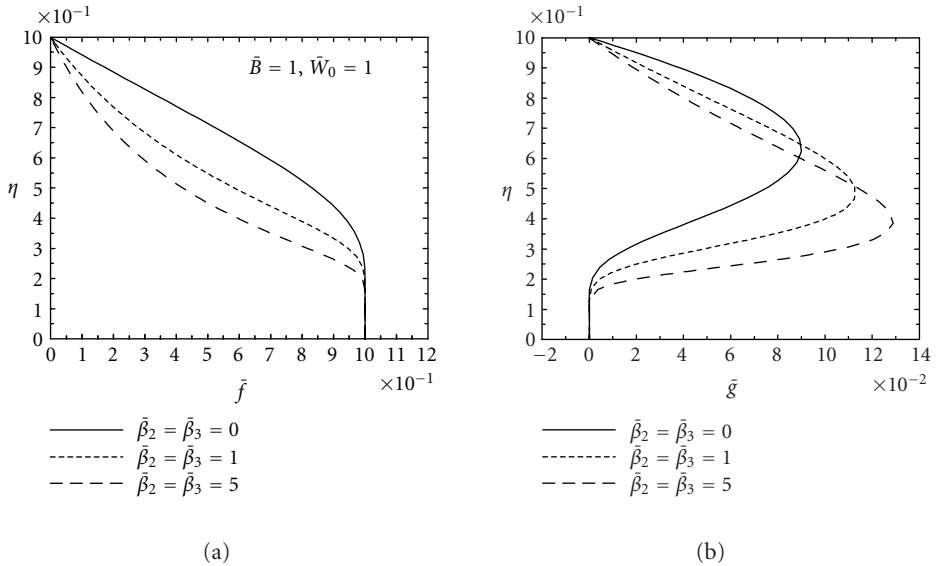 ×10⁻¹
10
9
8
7
6
5
4
3
2
1
0
η
B̄ = 1, W̄₀ = 1
0 1 2 3 4 5 6 7 8 9 10 11 12
f̄
×10⁻¹
β̄₂ = β̄₃ = 0
β̄₂ = β̄₃ = 1
β̄₂ = β̄₃ = 5
(a)
×10⁻¹
10
9
8
7
6
5
4
3
2
1
0
η
−2 0 2 4 6 8 10 12 14
ḡ
×10⁻²
β̄₂ = β̄₃ = 0
β̄₂ = β̄₃ = 1
β̄₂ = β̄₃ = 5
(b)